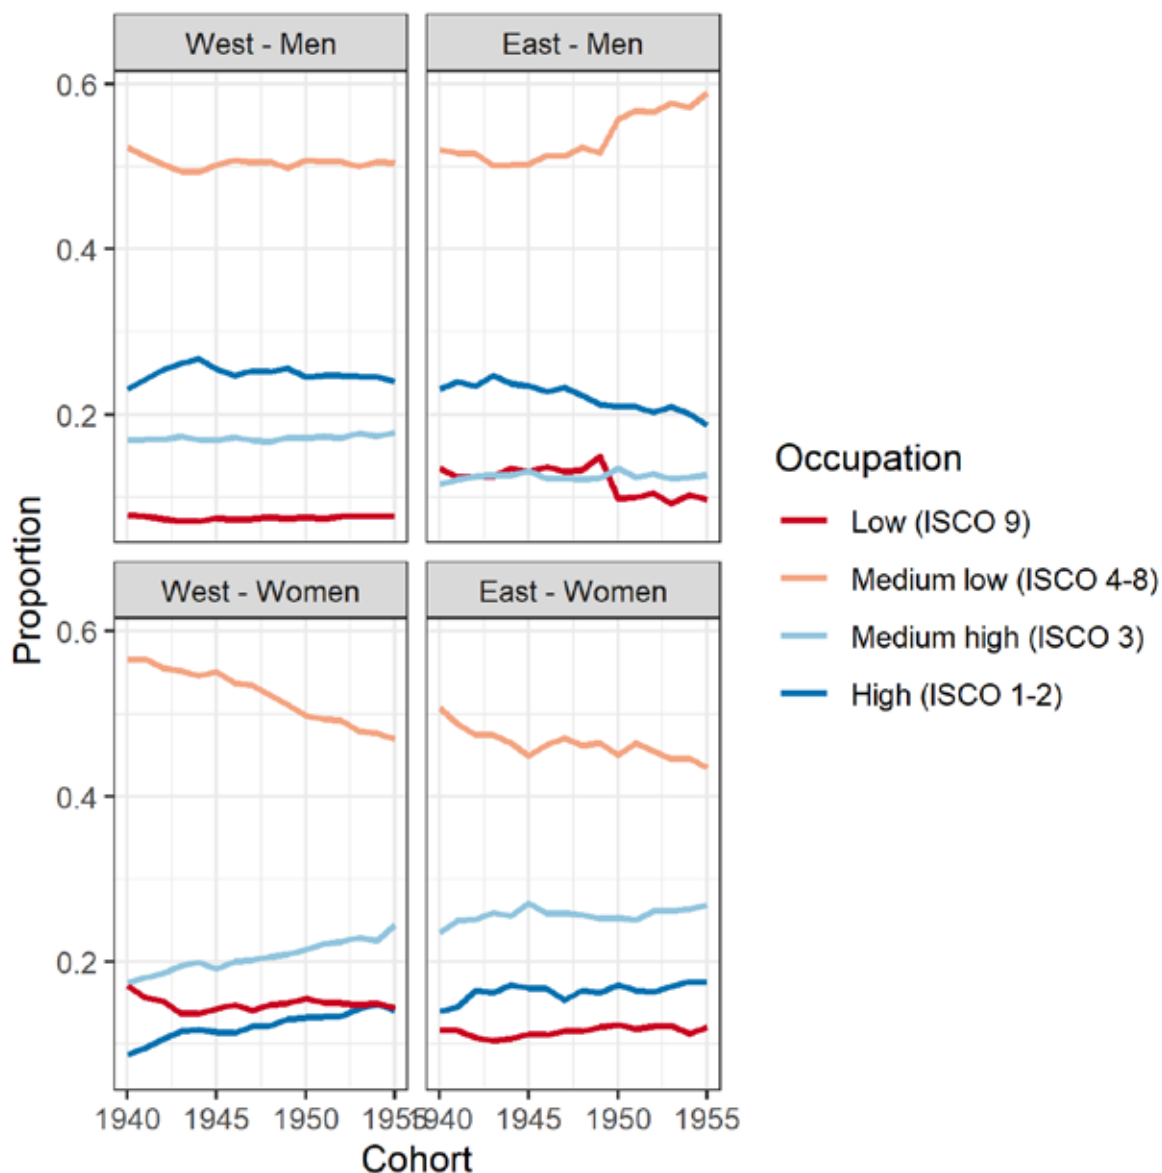 West - Men
East - Men
0.6
0.4
0.2
West - Women
East - Women
0.6
0.4
0.2
Proportion
1940 1945 1950 1955
1940 1945 1950 1955
Cohort
Occupation
Low (ISCO 9)
Medium low (ISCO 4-8)
Medium high (ISCO 3)
High (ISCO 1-2)